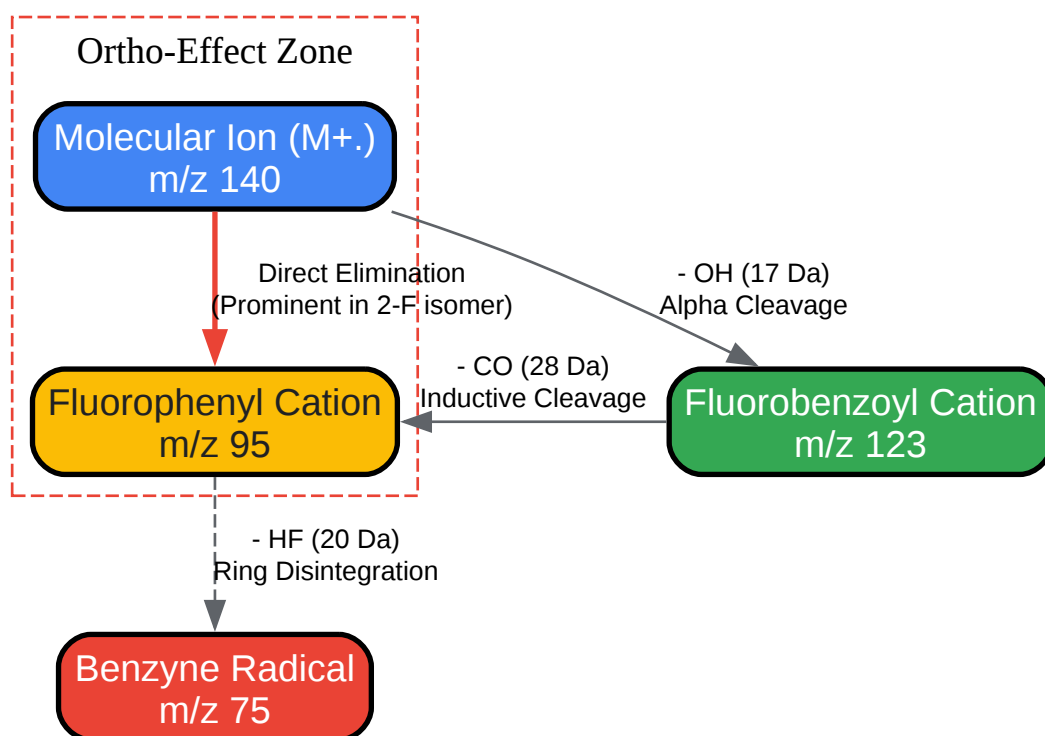 Ortho-Effect Zone
Molecular Ion (M+.)
m/z 140
Direct Elimination
(Prominent in 2-F isomer)
- OH (17 Da)
Alpha Cleavage
- CO (28 Da)
Inductive Cleavage
Fluorophenyl Cation
m/z 95
Fluorobenzoyl Cation
m/z 123
- HF (20 Da)
Ring Disintegration
Benzyne Radical
m/z 75